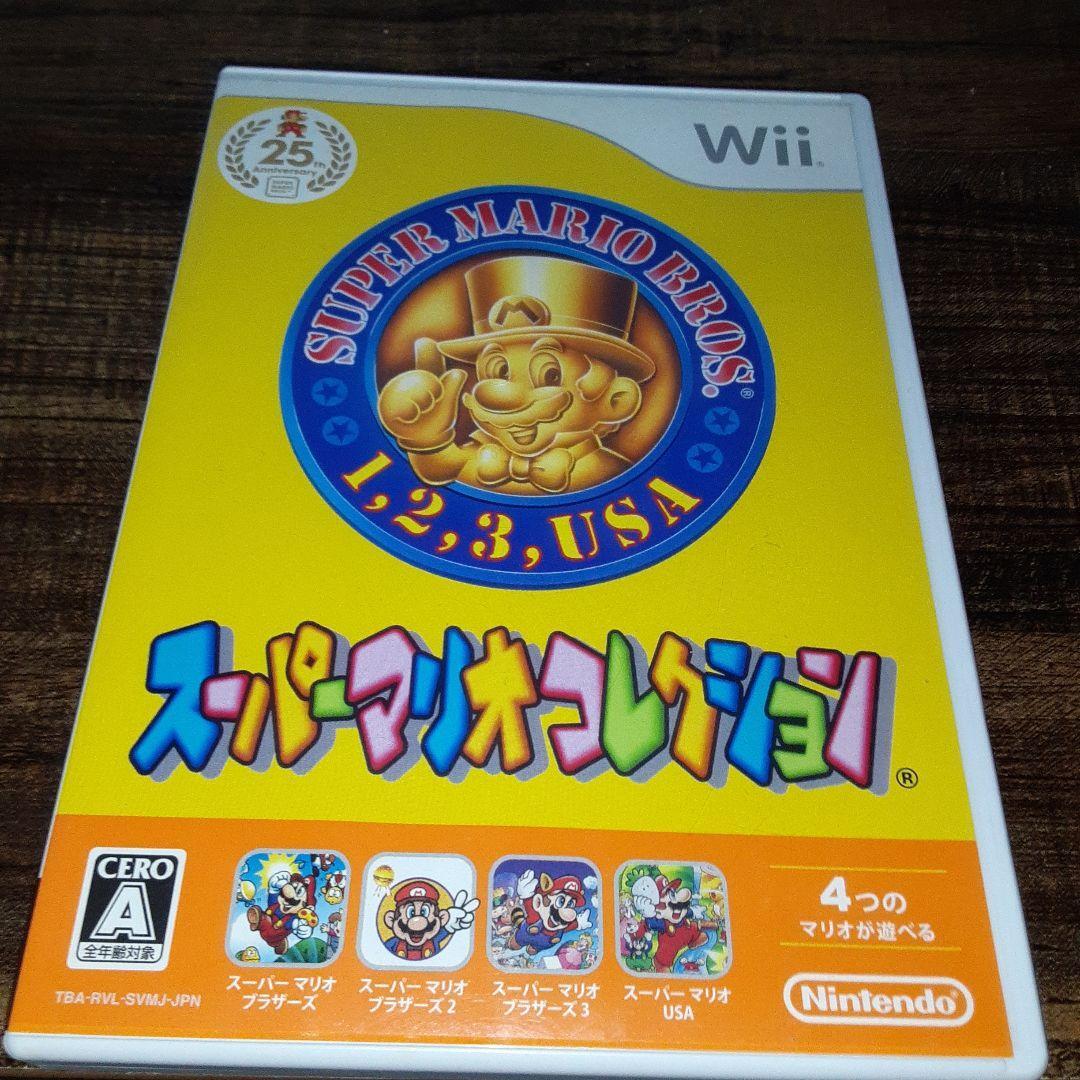 25th
Anniversary
SUPER
MARIO
BROS.
Wii
SUPER MARIO BROS.®
M
1,2,3,USA
スーパーマリオコレクション®
CERO
A
全年齢対象
TBA-RVL-SVMJ-JPN
スーパー マリオ
ブラザーズ
スーパー マリオ
ブラザーズ2
スーパー マリオ
ブラザーズ3
スーパー マリオ
USA
4つの
マリオが遊べる
Nintendo